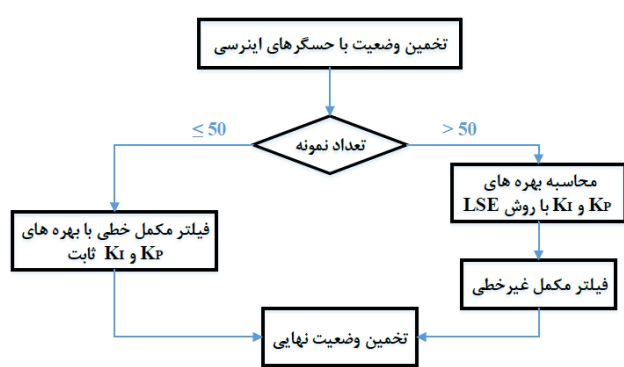 تخمین وضعیت با حسگرهای اینرسی
≤ 50
> 50
تعداد نمونه
محاسبه بهره های
KP و KI با روش LSE
فیلتر مکمل خطی با بهره های
KP و KI ثابت
فیلتر مکمل غیرخطی
تخمین وضعیت نهایی